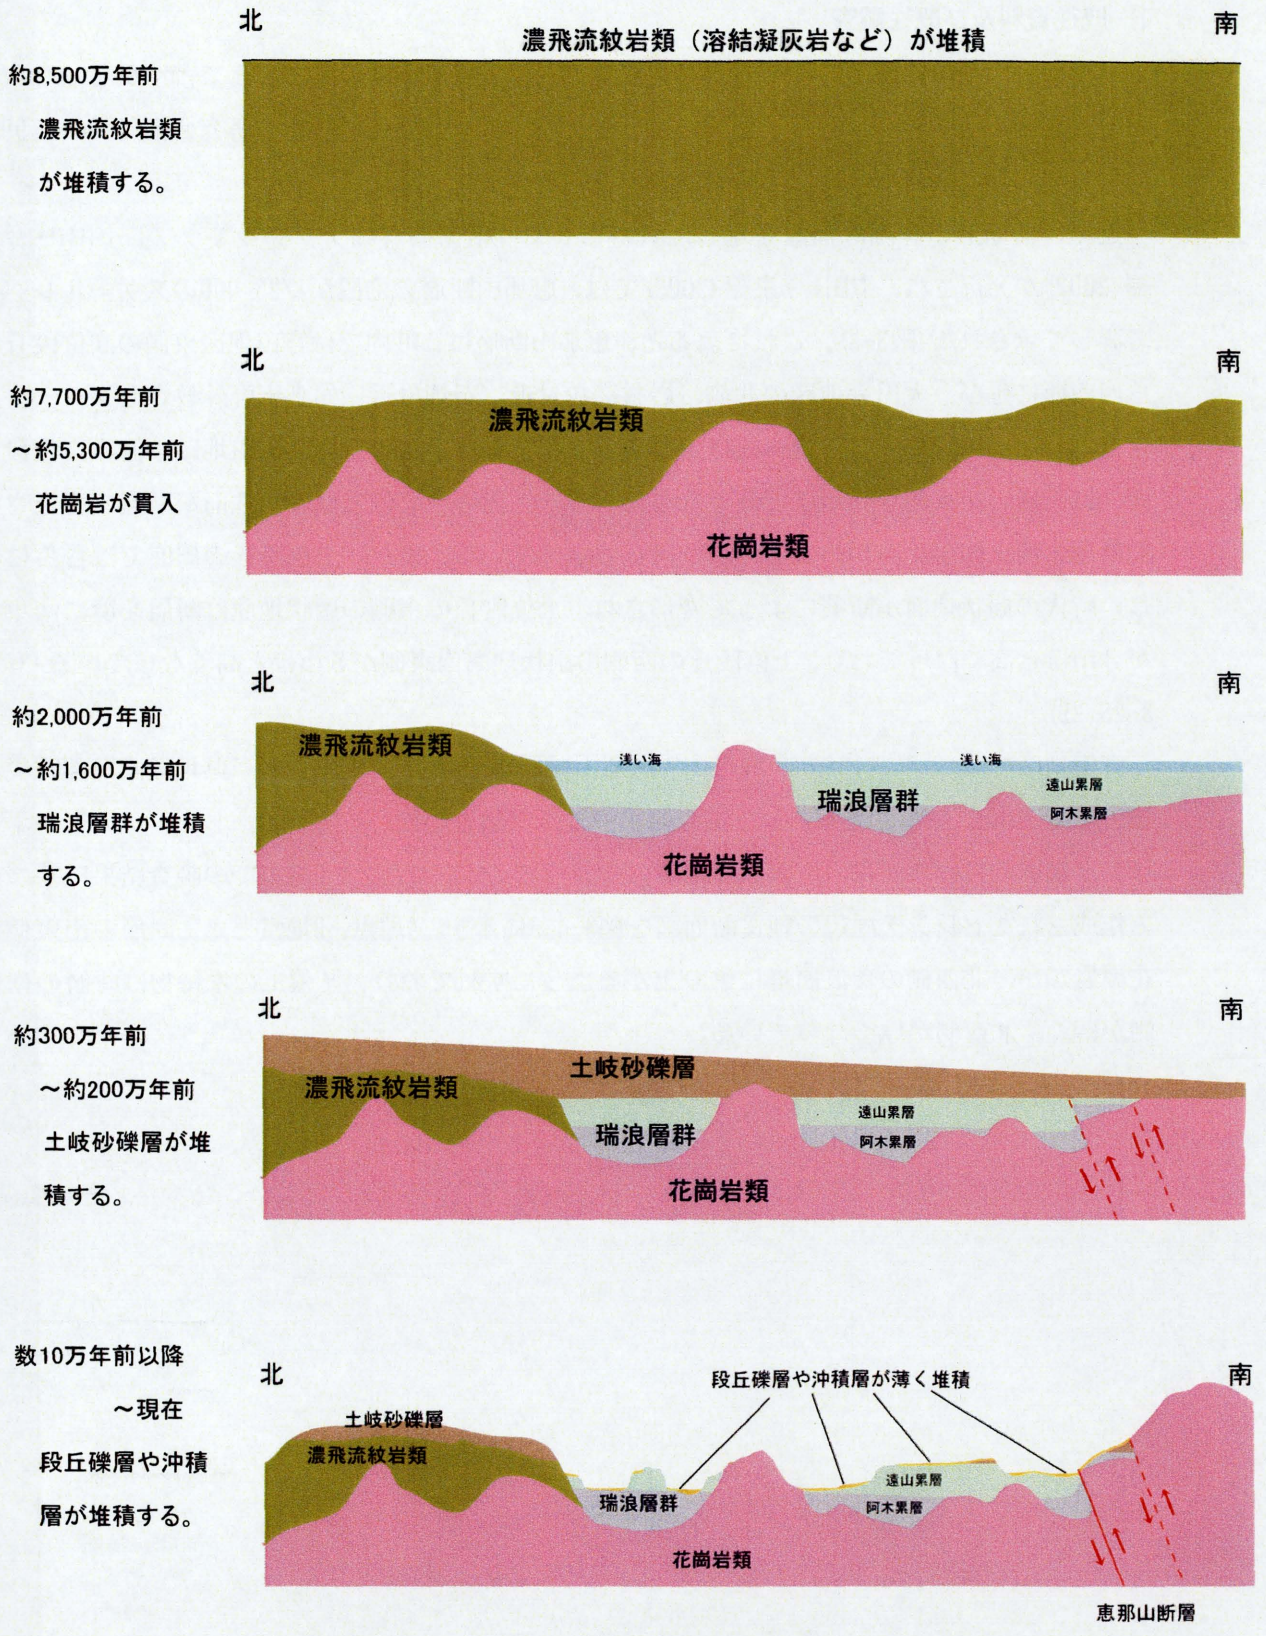 北
南
濃飛流紋岩類（溶結凝灰岩など）が堆積
約8,500万年前
濃飛流紋岩類
が堆積する。
北
南
約7,700万年前
～約5,300万年前
花崗岩が貫入
濃飛流紋岩類
花崗岩類
北
南
約2,000万年前
～約1,600万年前
瑞浪層群が堆積
する。
濃飛流紋岩類
浅い海
浅い海
遠山累層
瑞浪層群
阿木累層
花崗岩類
北
南
約300万年前
～約200万年前
土岐砂礫層が堆
積する。
土岐砂礫層
濃飛流紋岩類
遠山累層
瑞浪層群
阿木累層
花崗岩類
数10万年前以降
～現在
段丘礫層や沖積
層が堆積する。
北
南
段丘礫層や沖積層が薄く堆積
土岐砂礫層
濃飛流紋岩類
遠山累層
瑞浪層群
阿木累層
花崗岩類
恵那山断層